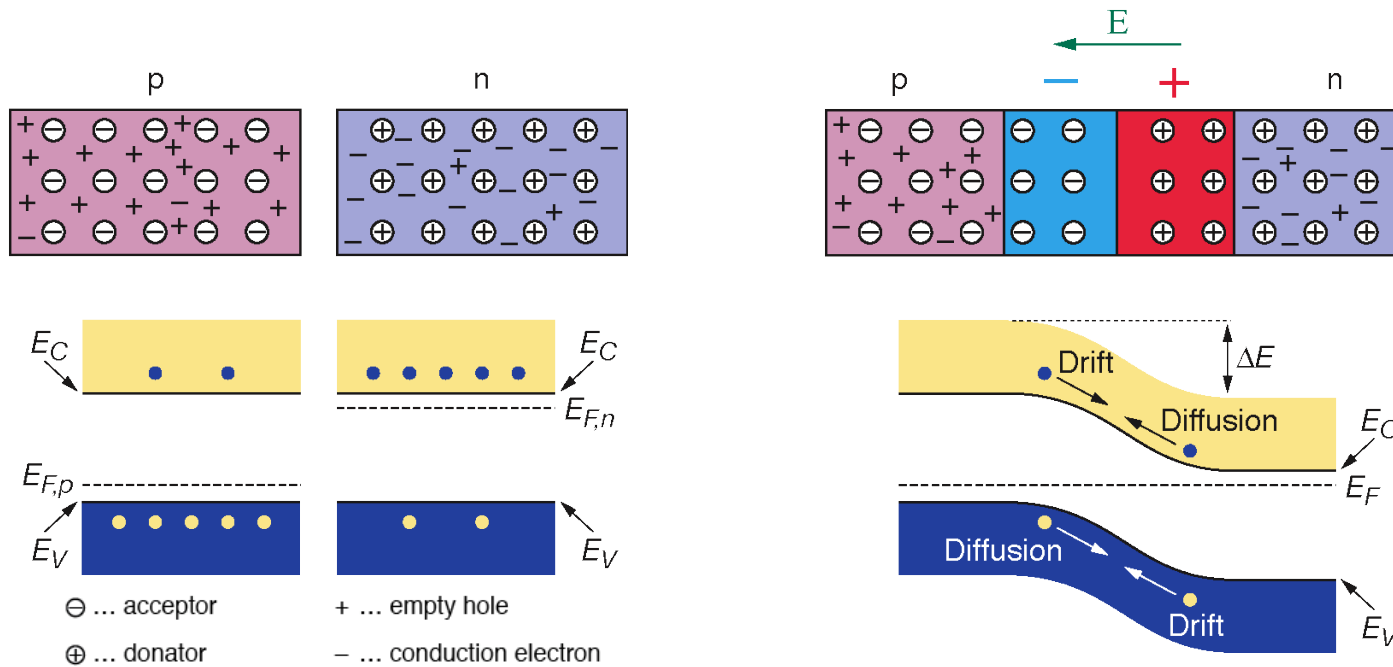 E
p
n
p
n
E_C
E_C
E_{F,n}
E_{F,p}
E_V
E_V
Drift
ΔE
Diffusion
E_C
E_F
Diffusion
Drift
E_V
⊖ ... acceptor
+ ... empty hole
⊕ ... donator
− ... conduction electron